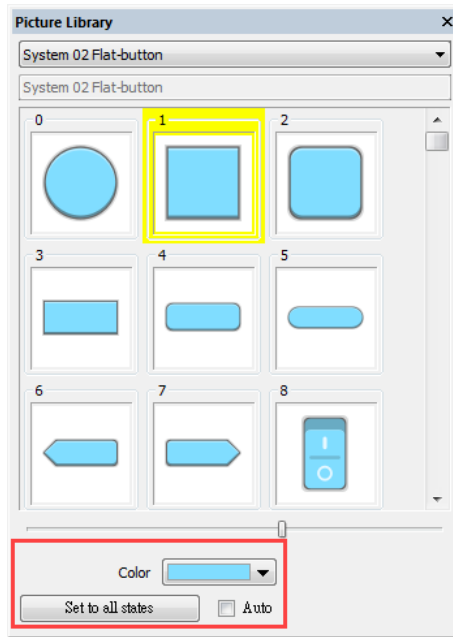 Picture Library
System 02 Flat-button
System 02 Flat-button
0 1 2
3 4 5
6 7 8
Color
Set to all states Auto